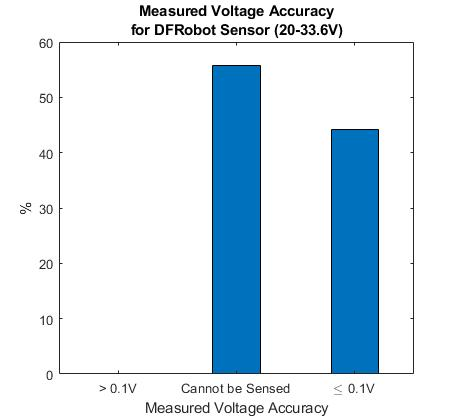 Measured Voltage Accuracy
for DFRobot Sensor (20-33.6V)
60
50
40
30
20
10
0
%
> 0.1V Cannot be Sensed ≤ 0.1V
Measured Voltage Accuracy